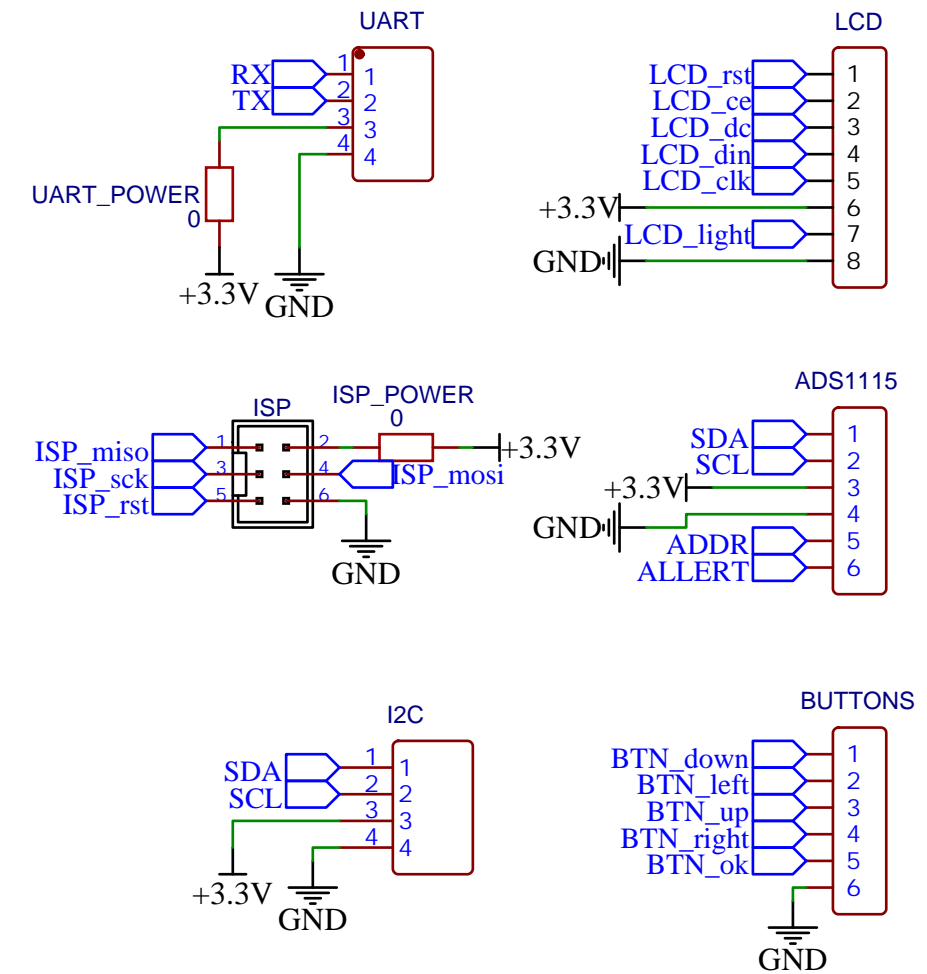 UART
RX 1 1
TX 2 2
3 3
4 4
UART_POWER
0
+3.3V
GND
LCD
LCD_rst 1
LCD_ce 2
LCD_dc 3
LCD_din 4
LCD_clk 5
+3.3V 6
LCD_light 7
GND 8
ISP
ISP_POWER
0
ISP_miso 1 2 +3.3V
ISP_sck 3 4 ISP_mosi
ISP_rst 5 6
GND
ADS1115
SDA 1
SCL 2
+3.3V 3
GND 4
ADDR 5
ALLERT 6
I2C
SDA 1 1
SCL 2 2
3 3
4 4
+3.3V
GND
BUTTONS
BTN_down 1
BTN_left 2
BTN_up 3
BTN_right 4
BTN_ok 5
6
GND